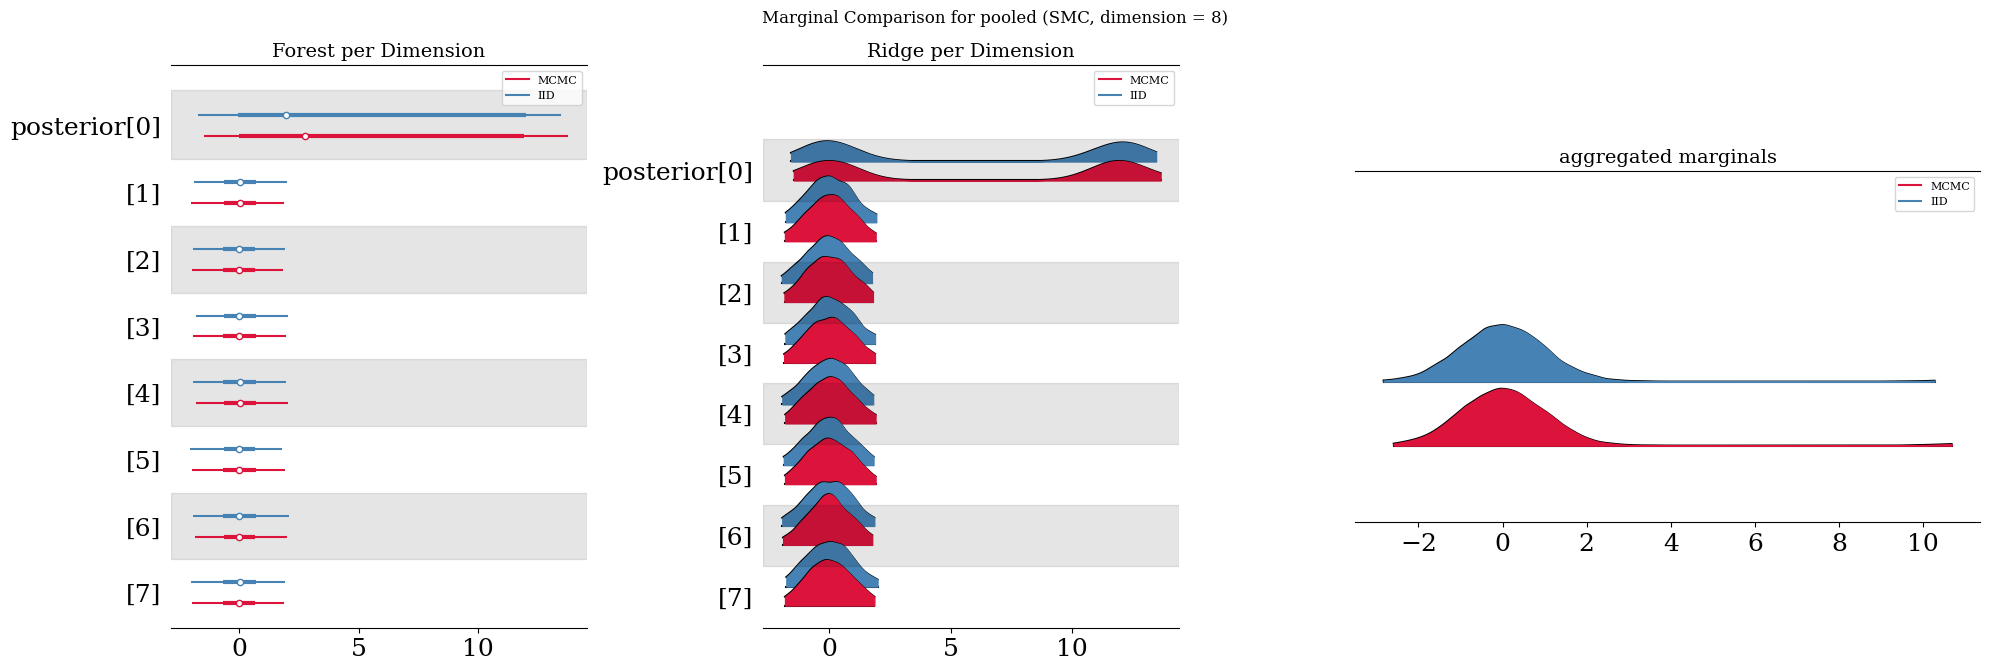 Marginal Comparison for pooled (SMC, dimension = 8)
Forest per Dimension
MCMC
IID
posterior[0]
[1]
[2]
[3]
[4]
[5]
[6]
[7]
0 5 10
Ridge per Dimension
MCMC
IID
posterior[0]
[1]
[2]
[3]
[4]
[5]
[6]
[7]
0 5 10
aggregated marginals
MCMC
IID
−2 0 2 4 6 8 10